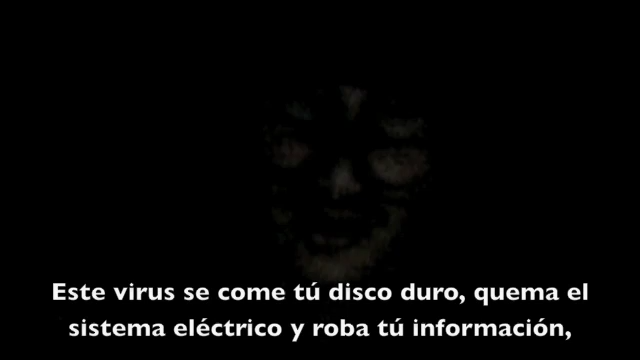 Este virus se come tú disco duro, quema el
sistema eléctrico y roba tú información,